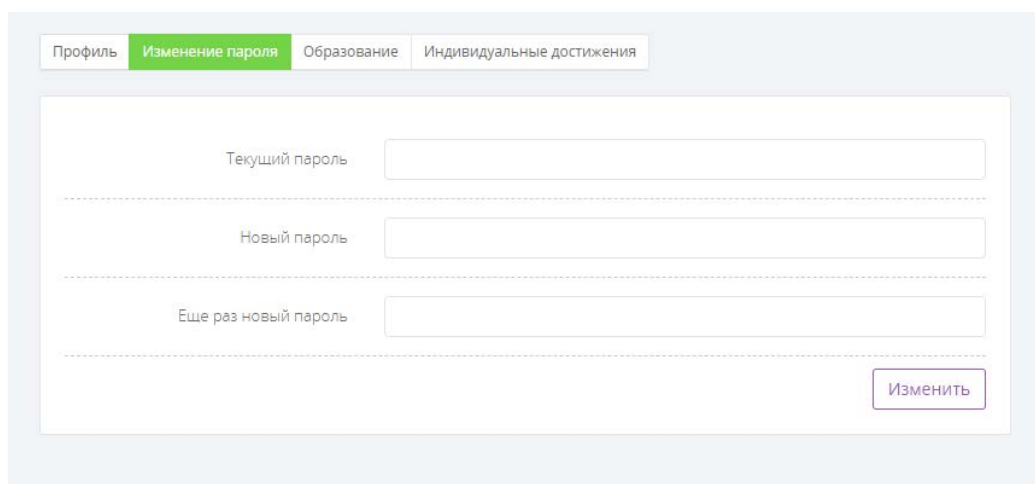 Профиль Изменение пароля Образование Индивидуальные достижения
Текущий пароль
Новый пароль
Еще раз новый пароль
Изменить